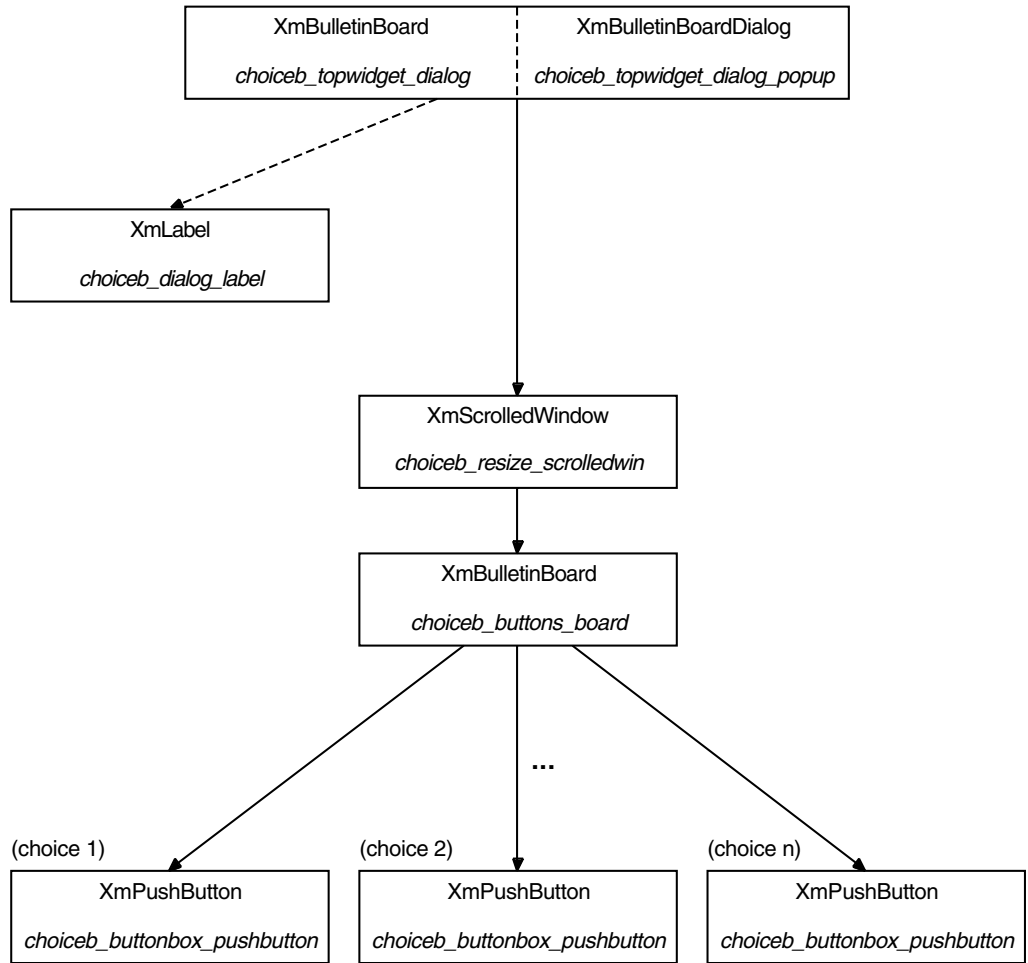 XmBulletinBoard
choiceb_topwidget_dialog
XmBulletinBoardDialog
choiceb_topwidget_dialog_popup
XmLabel
choiceb_dialog_label
XmScrolledWindow
choiceb_resize_scrolledwin
XmBulletinBoard
choiceb_buttons_board
...
(choice 1)
XmPushButton
choiceb_buttonbox_pushbutton
(choice 2)
XmPushButton
choiceb_buttonbox_pushbutton
(choice n)
XmPushButton
choiceb_buttonbox_pushbutton